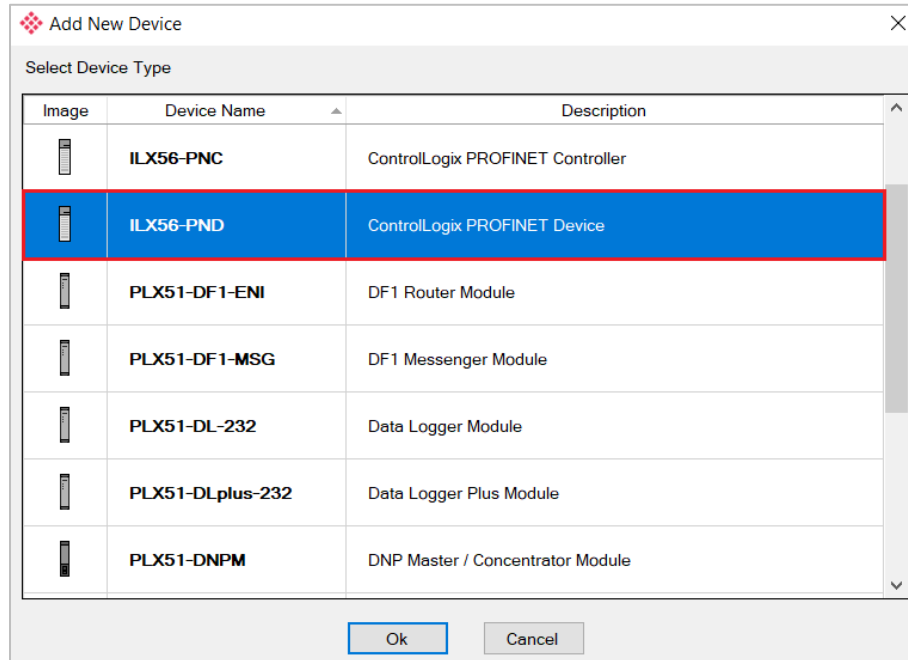 Add New Device
Select Device Type
Image Device Name Description
ILX56-PNC ControlLogix PROFINET Controller
ILX56-PND ControlLogix PROFINET Device
PLX51-DF1-ENI DF1 Router Module
PLX51-DF1-MSG DF1 Messenger Module
PLX51-DL-232 Data Logger Module
PLX51-DLplus-232 Data Logger Plus Module
PLX51-DNPM DNP Master / Concentrator Module
Ok Cancel